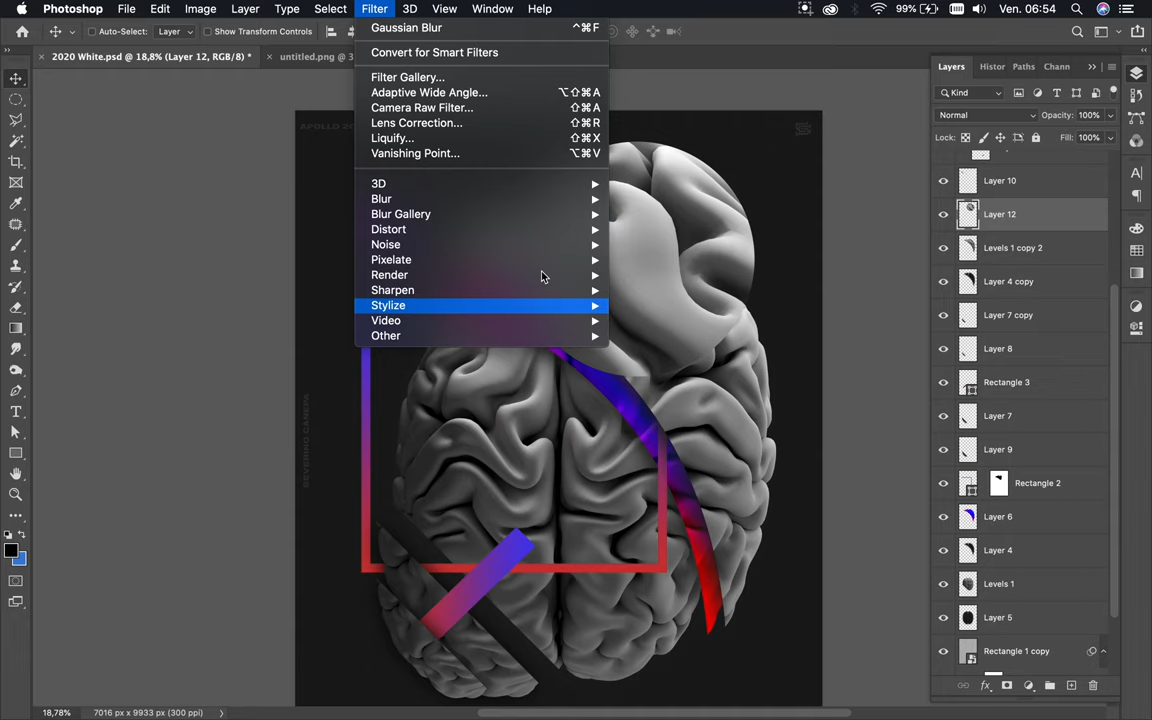 Photoshop File Edit Image Layer Type Select Filter 3D View Window Help 99% Ven. 06:54
Auto-Select: Layer Show Transform Controls
2020 White.psd @ 18,8% (Layer 12, RGB/8) * untitled.png @ 3
Gaussian Blur ^⌘F
Convert for Smart Filters
Filter Gallery...
Adaptive Wide Angle... ⌥⇧⌘A
Camera Raw Filter... ⇧⌘A
Lens Correction... ⇧⌘R
Liquify... ⇧⌘X
Vanishing Point... ⌥⌘V
3D
Blur
Blur Gallery
Distort
Noise
Pixelate
Render
Sharpen
Stylize
Video
Other
SEVERINO CANEPA
Layers Histor Paths Chann
Kind
Normal Opacity: 100%
Lock: Fill: 100%
Layer 10
Layer 12
Levels 1 copy 2
Layer 4 copy
Layer 7 copy
Layer 8
Rectangle 3
Layer 7
Layer 9
Rectangle 2
Layer 6
Layer 4
Levels 1
Layer 5
Rectangle 1 copy
18,78% 7016 px x 9933 px (300 ppi)